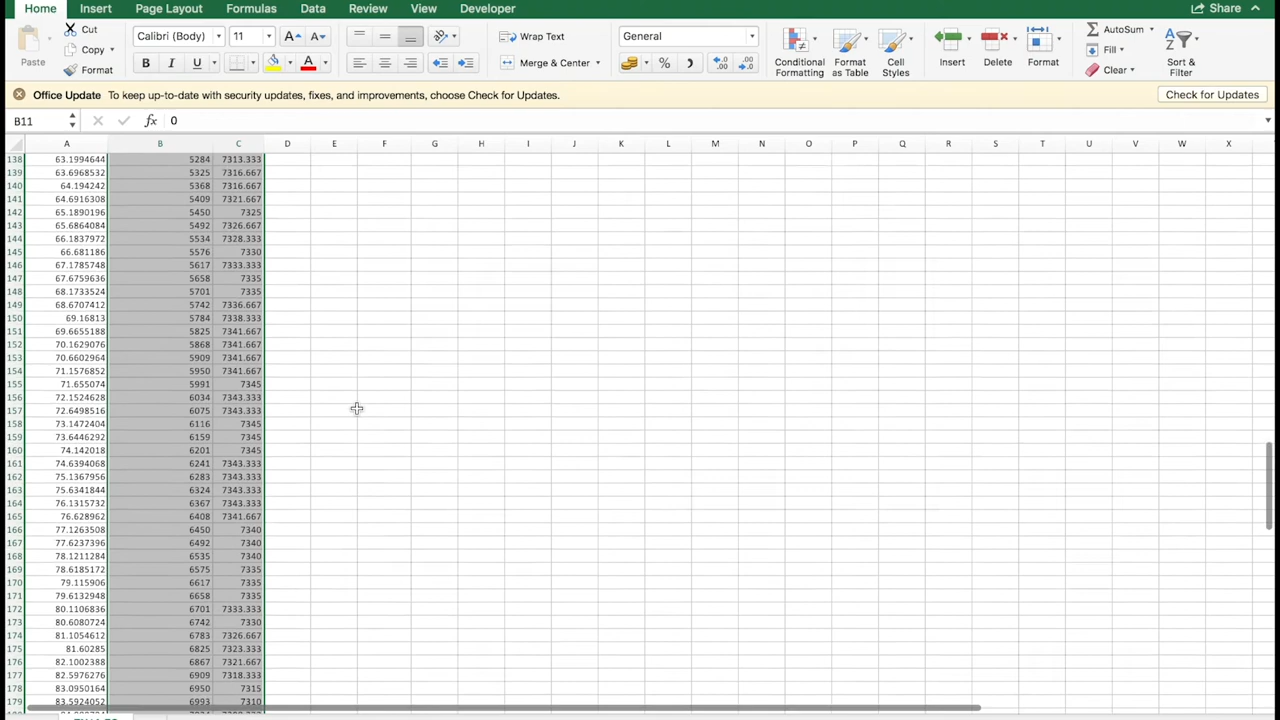 Home Insert Page Layout Formulas Data Review View Developer Share
Cut Calibri (Body) 11 Wrap Text General AutoSum
Copy Fill
Paste Format Merge & Center Conditional Formatting Format as Table Cell Styles Insert Delete Format Clear Sort & Filter
Office Update To keep up-to-date with security updates, fixes, and improvements, choose Check for Updates. Check for Updates
B11 fx 0
A B C D E F G H I J K L M N O P Q R S T U V W X
138 63.1994644 5284 7313.333
139 63.6968532 5325 7316.667
140 64.194242 5368 7316.667
141 64.6916308 5409 7321.667
142 65.1890196 5450 7325
143 65.6864084 5492 7326.667
144 66.1837972 5534 7328.333
145 66.681186 5576 7330
146 67.1785748 5617 7333.333
147 67.6759636 5658 7335
148 68.1733524 5701 7335
149 68.6707412 5742 7336.667
150 69.16813 5784 7338.333
151 69.6655188 5825 7341.667
152 70.1629076 5868 7341.667
153 70.6602964 5909 7341.667
154 71.1576852 5950 7341.667
155 71.655074 5991 7345
156 72.1524628 6034 7343.333
157 72.6498516 6075 7343.333
158 73.1472404 6116 7345
159 73.6446292 6159 7345
160 74.142018 6201 7345
161 74.6394068 6241 7343.333
162 75.1367956 6283 7343.333
163 75.6341844 6324 7343.333
164 76.1315732 6367 7343.333
165 76.628962 6408 7341.667
166 77.1263508 6450 7340
167 77.6237396 6492 7340
168 78.1211284 6535 7340
169 78.6185172 6575 7335
170 79.115906 6617 7335
171 79.6132948 6658 7335
172 80.1106836 6701 7333.333
173 80.6080724 6742 7330
174 81.1054612 6783 7326.667
175 81.60285 6825 7323.333
176 82.1002388 6867 7321.667
177 82.5976276 6909 7318.333
178 83.0950164 6950 7315
179 83.5924052 6993 7310